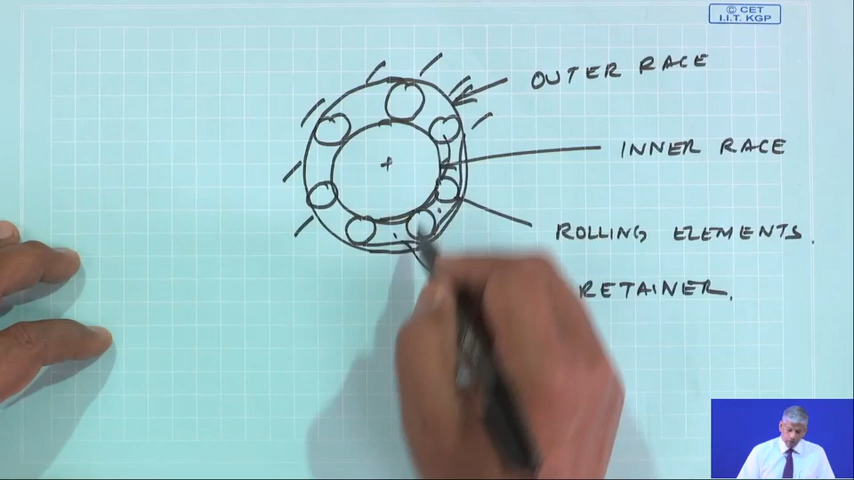 © CET
I.I.T. KGP
OUTER RACE
INNER RACE
ROLLING ELEMENTS.
RETAINER.